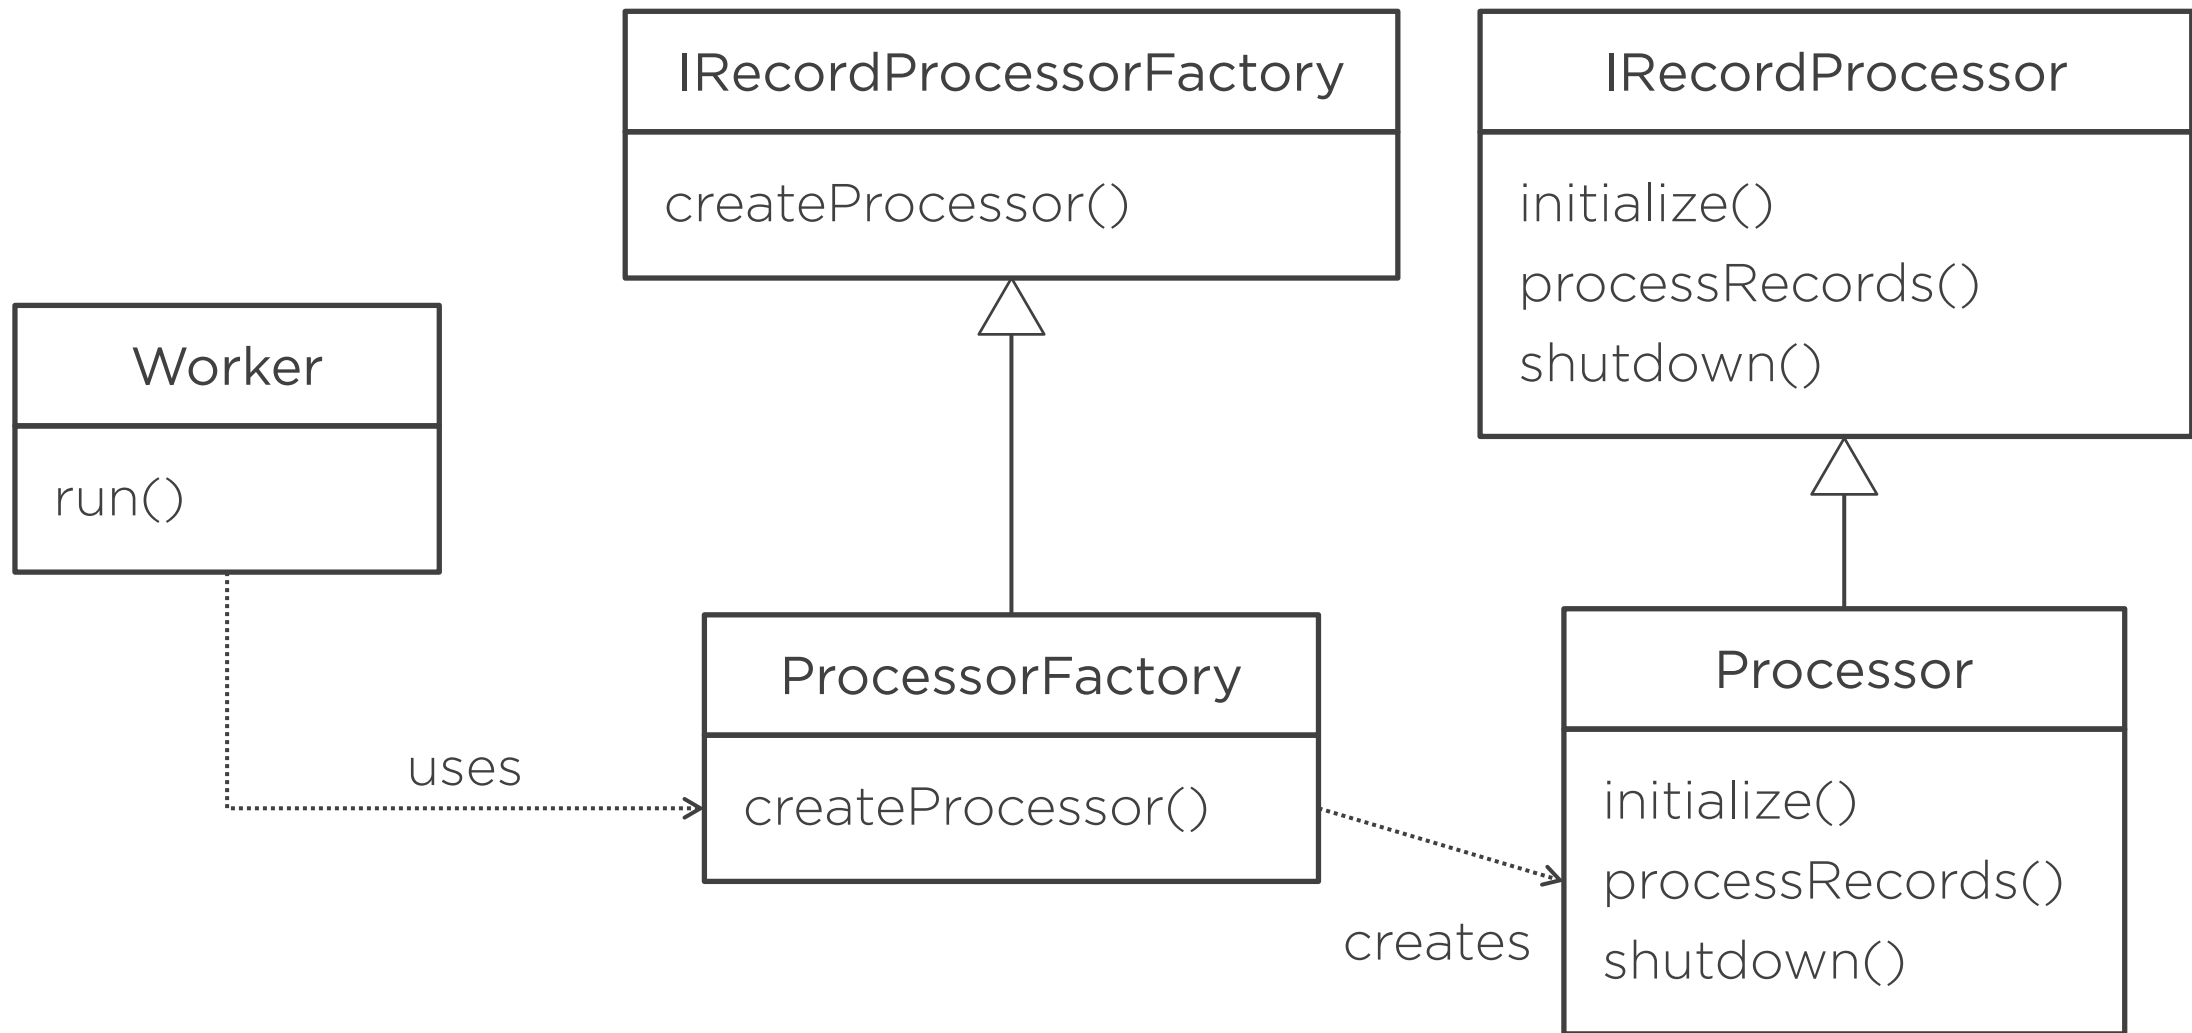 IRecordProcessorFactory
createProcessor()
IRecordProcessor
initialize()
processRecords()
shutdown()
Worker
run()
uses
ProcessorFactory
createProcessor()
creates
Processor
initialize()
processRecords()
shutdown()